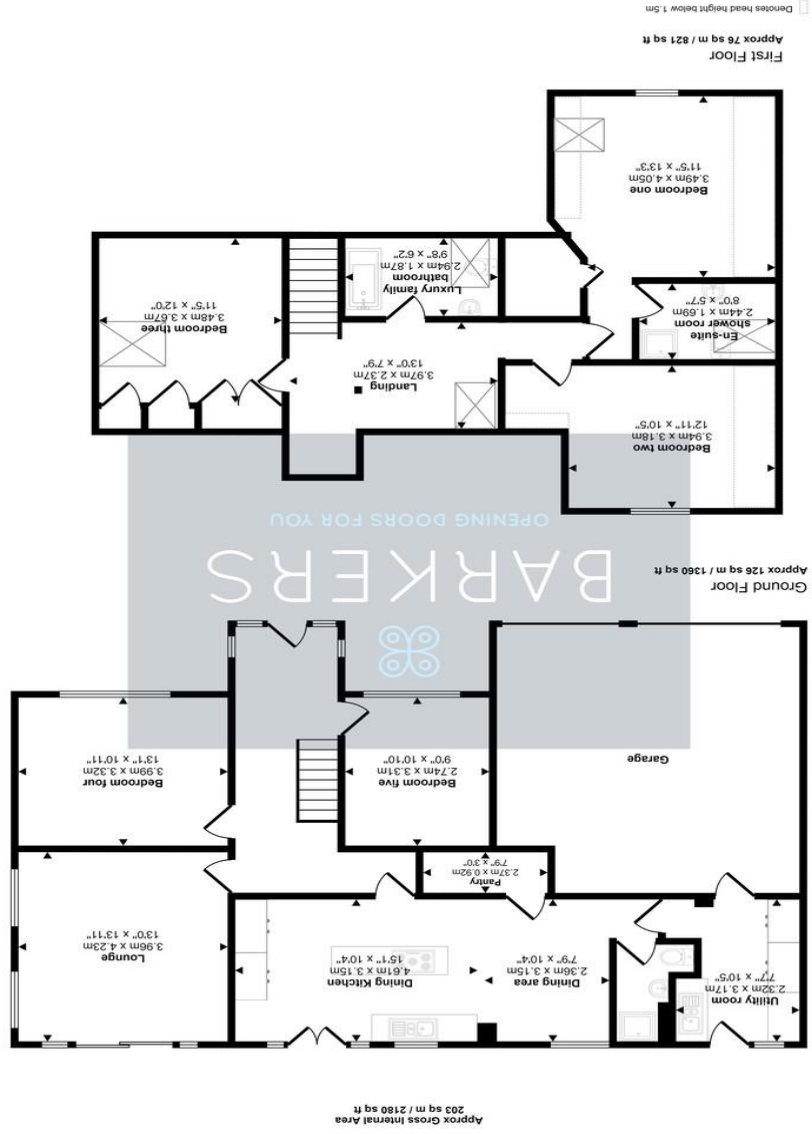 Approx Gross Internal Area
203 sq m / 2180 sq ft
Utility room
2.32m x 3.17m
7'7" x 10'5"
Dining area
2.36m x 3.15m
7'9" x 10'4"
Dining Kitchen
4.61m x 3.15m
15'1" x 10'4"
Lounge
3.96m x 4.23m
13'0" x 13'11"
Pantry
2.37m x 0.92m
7'9" x 3'0"
Garage
Bedroom five
2.74m x 3.31m
9'0" x 10'10"
Bedroom four
3.99m x 3.32m
13'1" x 10'11"
Ground Floor
Approx 126 sq m / 1360 sq ft
BARKERS
OPENING DOORS FOR YOU
Bedroom two
3.94m x 3.18m
12'11" x 10'5"
Landing
3.97m x 2.37m
13'0" x 7'9"
En-suite
shower room
2.44m x 1.69m
8'0" x 5'7"
Bedroom three
3.48m x 3.67m
11'5" x 12'0"
Luxury family
bathroom
2.94m x 1.87m
9'8" x 6'2"
Bedroom one
3.49m x 4.05m
11'5" x 13'3"
First Floor
Approx 76 sq m / 821 sq ft
Denotes head height below 1.5m